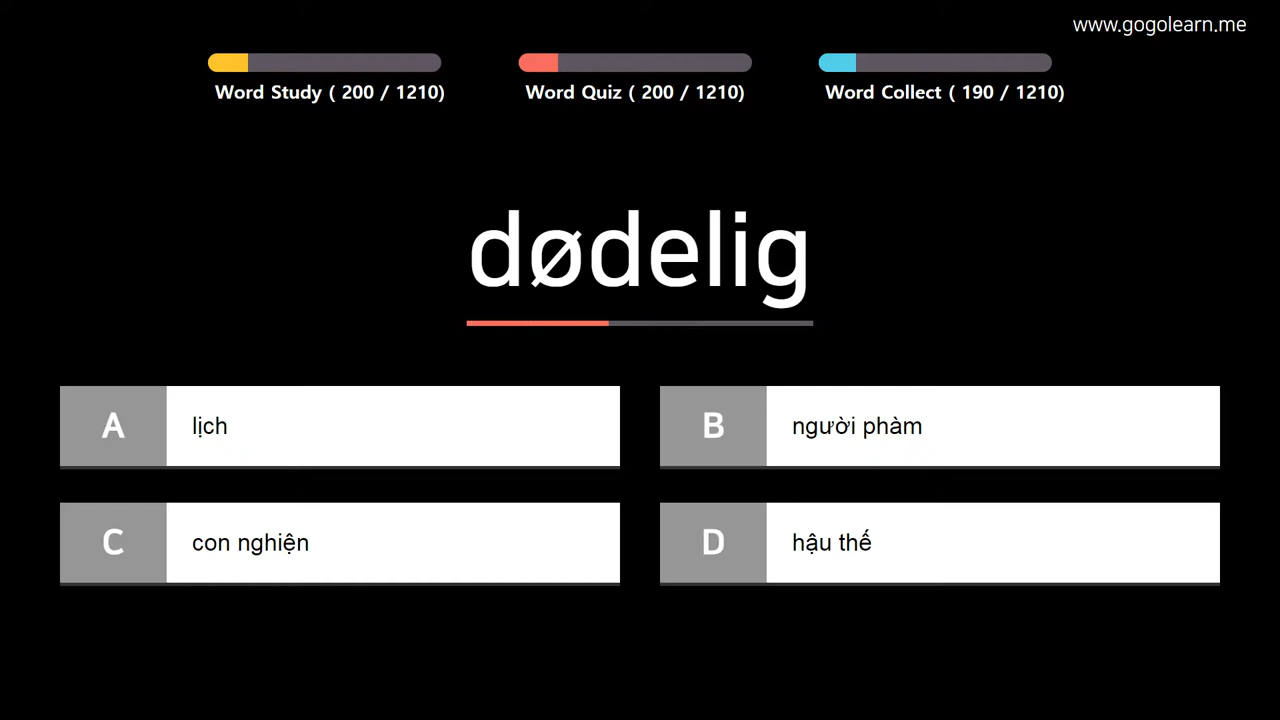 www.gogolearn.me
Word Study ( 200 / 1210)
Word Quiz ( 200 / 1210)
Word Collect ( 190 / 1210)
dødelig
A lịch
B người phàm
C con nghiện
D hậu thế